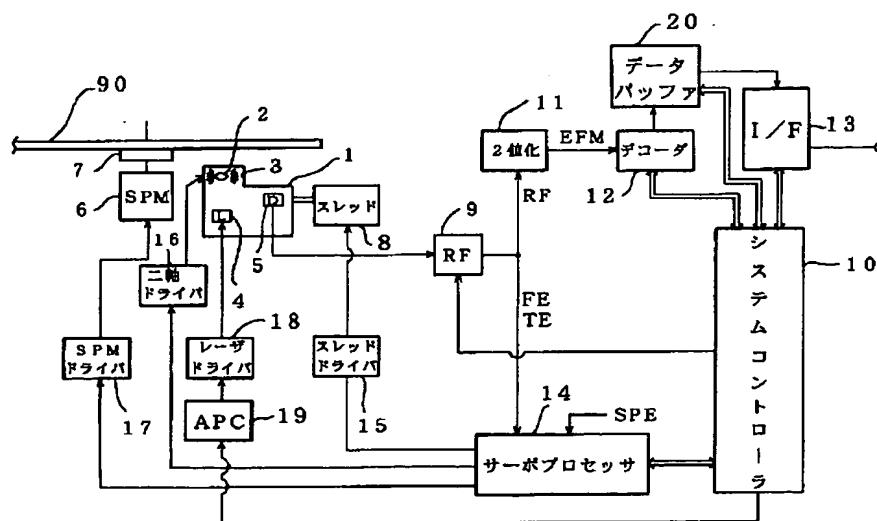 20
データ
バッファ
90
11
2
1
3
2値化
EFM
デコーダ
I/F
13
7
12
6
SPM
D
スレッド
9
RF
5
8
RF
16
L
二軸
ドライバ
4
18
FE
TE
10
システムコントローラ
SPM
ドライバ
レーザ
ドライバ
スレッド
ドライバ
17
APC
19
15
14
SPE
サーボプロセッサ